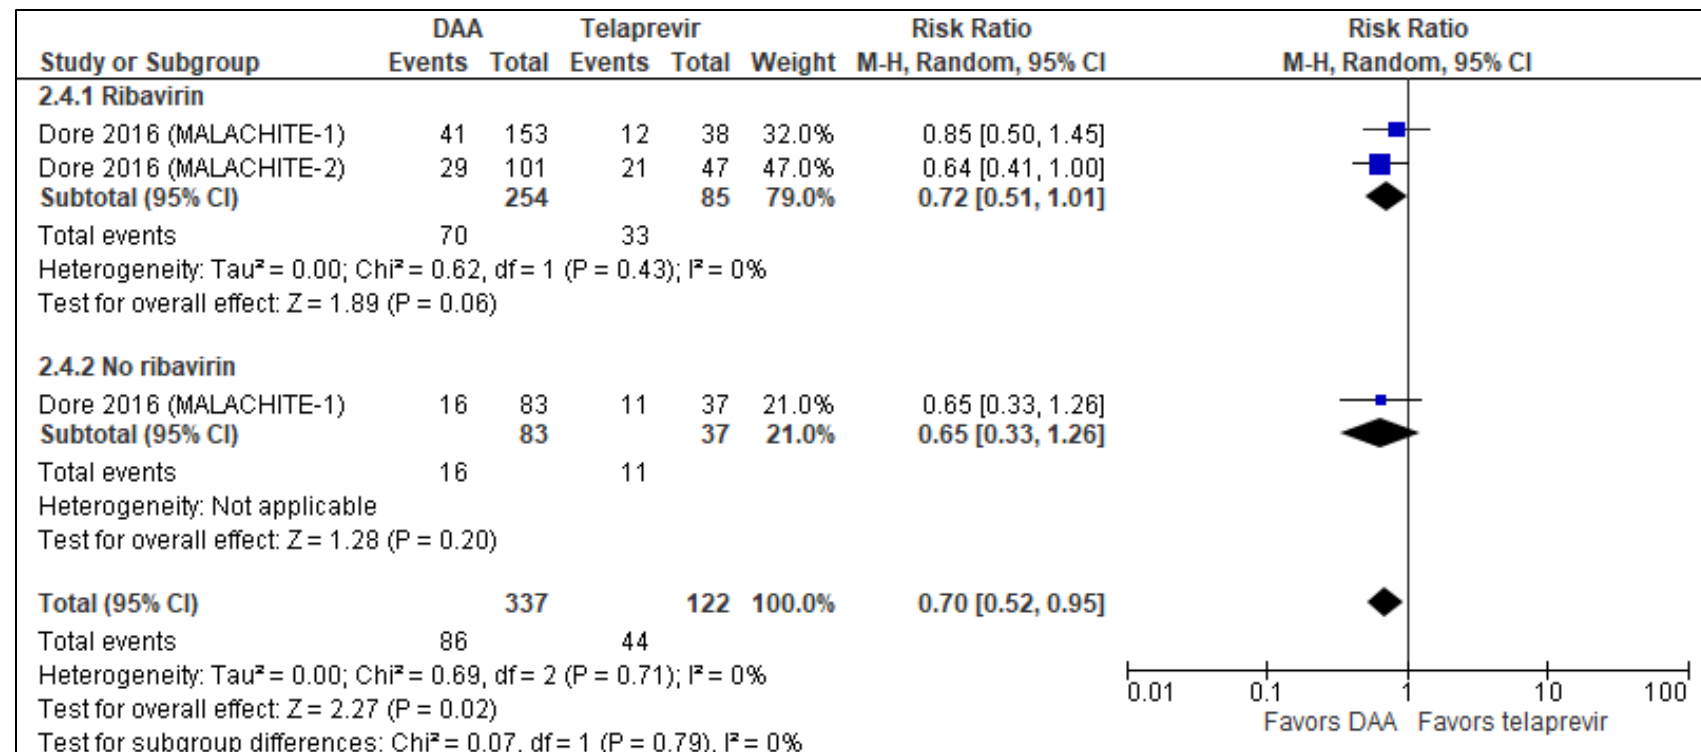 DAA Telaprevir Risk Ratio Risk Ratio
Study or Subgroup Events Total Events Total Weight M-H, Random, 95% CI M-H, Random, 95% CI
2.4.1 Ribavirin
Dore 2016 (MALACHITE-1) 41 153 12 38 32.0% 0.85 [0.50, 1.45]
Dore 2016 (MALACHITE-2) 29 101 21 47 47.0% 0.64 [0.41, 1.00]
Subtotal (95% CI) 254 85 79.0% 0.72 [0.51, 1.01]
Total events 70 33
Heterogeneity: Tau² = 0.00; Chi² = 0.62, df = 1 (P = 0.43); I² = 0%
Test for overall effect: Z = 1.89 (P = 0.06)
2.4.2 No ribavirin
Dore 2016 (MALACHITE-1) 16 83 11 37 21.0% 0.65 [0.33, 1.26]
Subtotal (95% CI) 83 37 21.0% 0.65 [0.33, 1.26]
Total events 16 11
Heterogeneity: Not applicable
Test for overall effect: Z = 1.28 (P = 0.20)
Total (95% CI) 337 122 100.0% 0.70 [0.52, 0.95]
Total events 86 44
Heterogeneity: Tau² = 0.00; Chi² = 0.69, df = 2 (P = 0.71); I² = 0%
Test for overall effect: Z = 2.27 (P = 0.02)
Test for subgroup differences: Chi² = 0.07, df = 1 (P = 0.79), I² = 0%
0.01 0.1 1 10 100
Favors DAA Favors telaprevir